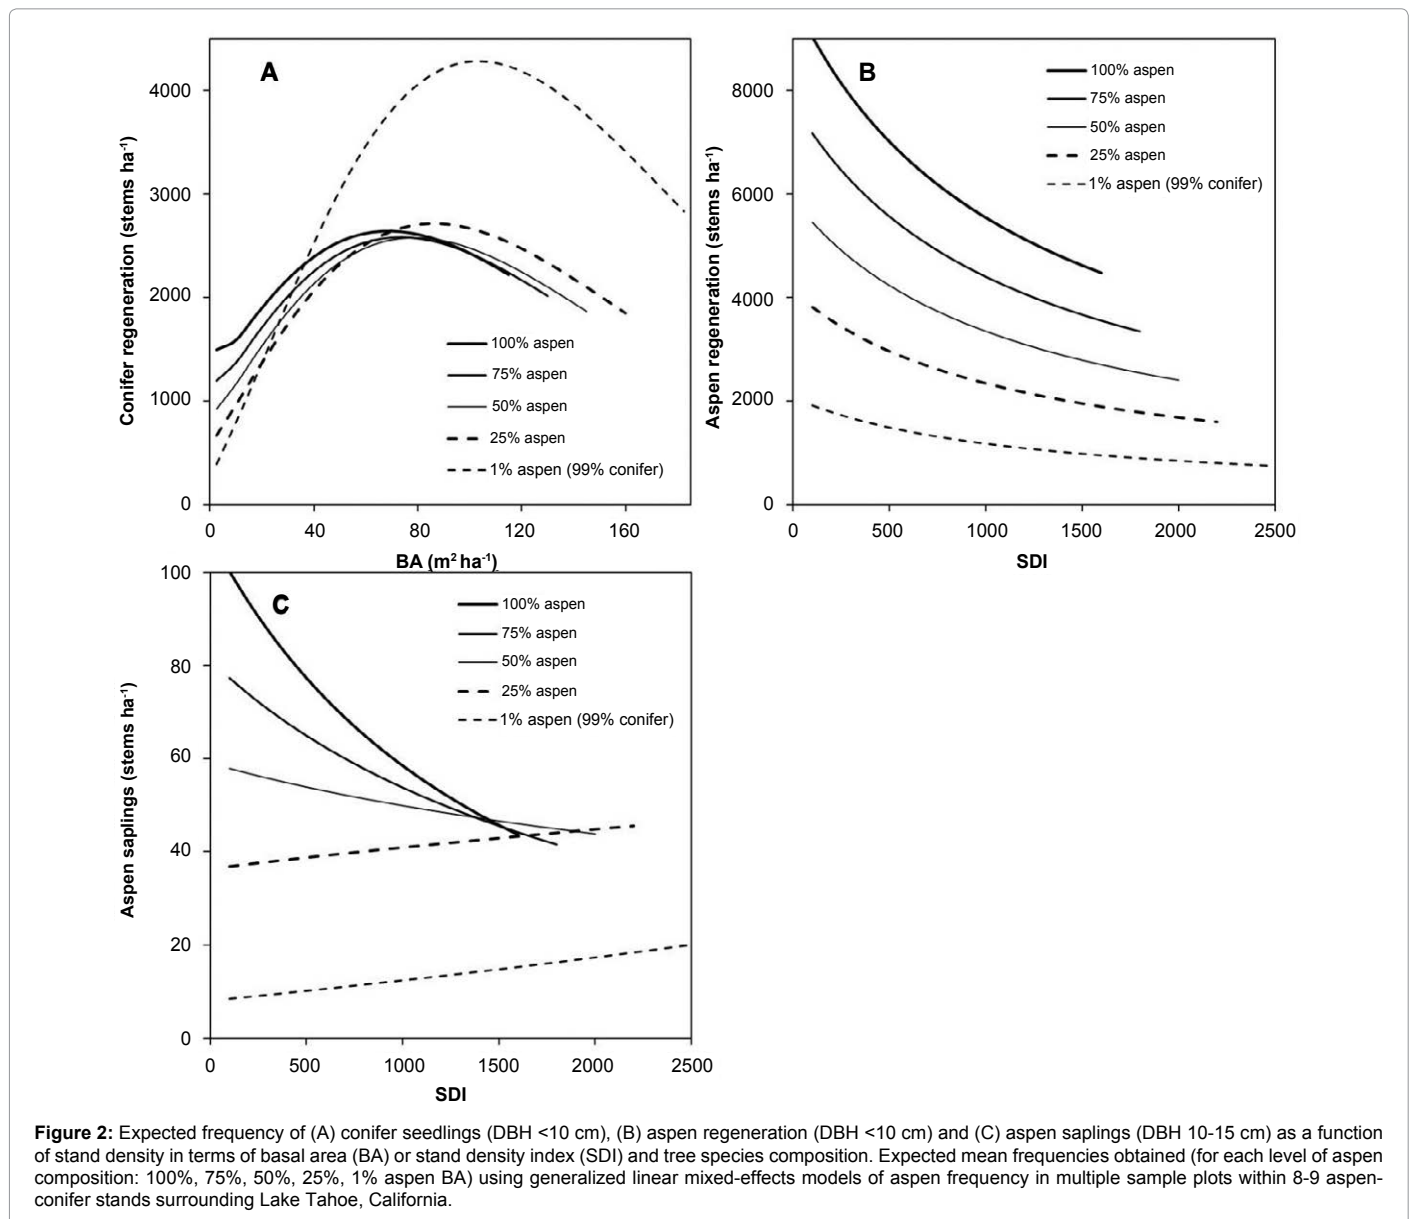 A
Conifer regeneration (stems ha-1)
4000
3000
2000
1000
0
0
40
80
120
160
BA (m2 ha-1)
100% aspen
75% aspen
50% aspen
25% aspen
1% aspen (99% conifer)
B
Aspen regeneration (stems ha-1)
8000
6000
4000
2000
0
0
500
1000
1500
2000
2500
SDI
100% aspen
75% aspen
50% aspen
25% aspen
1% aspen (99% conifer)
C
Aspen saplings (stems ha-1)
100
80
60
40
20
0
0
500
1000
1500
2000
2500
SDI
100% aspen
75% aspen
50% aspen
25% aspen
1% aspen (99% conifer)
Figure 2: Expected frequency of (A) conifer seedlings (DBH <10 cm), (B) aspen regeneration (DBH <10 cm) and (C) aspen saplings (DBH 10-15 cm) as a function
of stand density in terms of basal area (BA) or stand density index (SDI) and tree species composition. Expected mean frequencies obtained (for each level of aspen
composition: 100%, 75%, 50%, 25%, 1% aspen BA) using generalized linear mixed-effects models of aspen frequency in multiple sample plots within 8-9 aspen-
conifer stands surrounding Lake Tahoe, California.